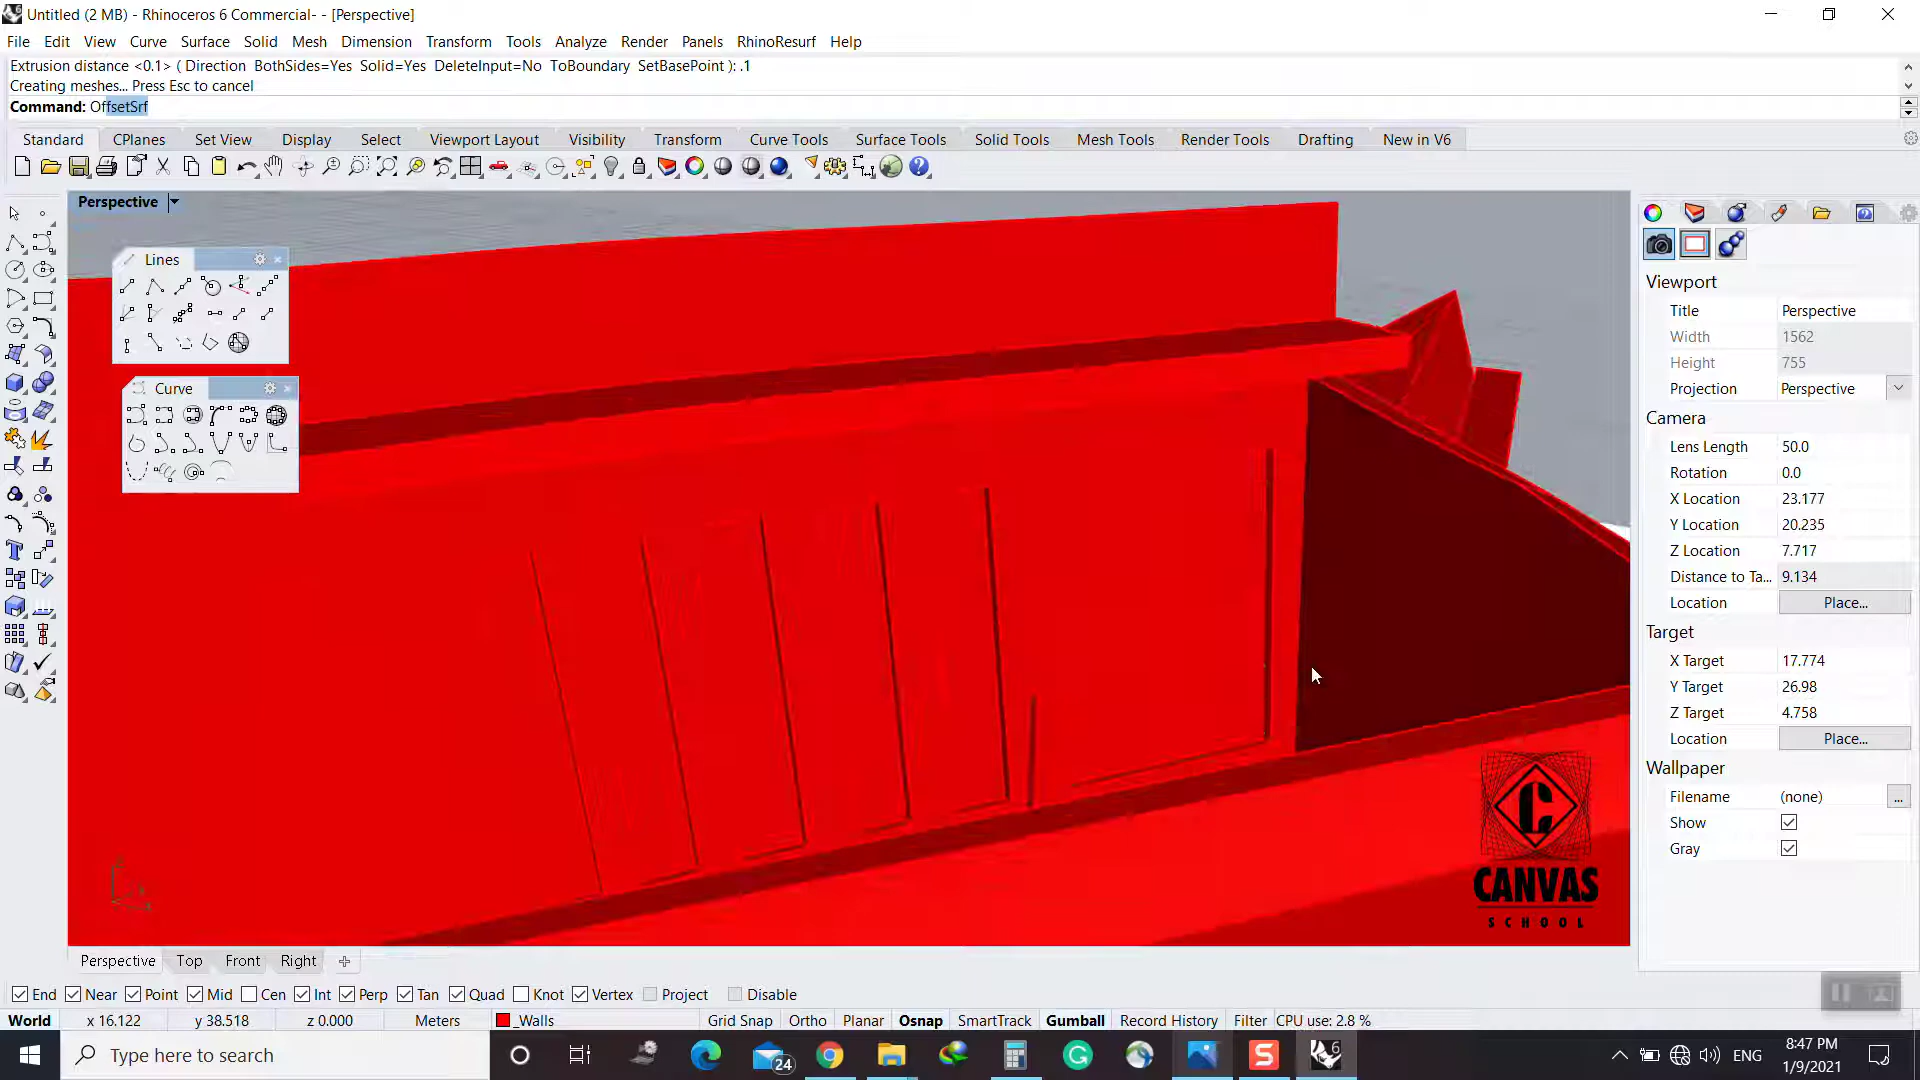 Untitled (2 MB) - Rhinoceros 6 Commercial- - [Perspective]
File Edit View Curve Surface Solid Mesh Dimension Transform Tools Analyze Render Panels RhinoResurf Help
Extrusion distance <0.1> ( Direction BothSides=Yes Solid=Yes DeleteInput=No ToBoundary SetBasePoint ): .1
Creating meshes... Press Esc to cancel
Command: OffsetSrf
Standard CPlanes Set View Display Select Viewport Layout Visibility Transform Curve Tools Surface Tools Solid Tools Mesh Tools Render Tools Drafting New in V6
Perspective
Lines
Curve
Viewport
Title Perspective
Width 1562
Height 755
Projection Perspective
Camera
Lens Length 50.0
Rotation 0.0
X Location 23.177
Y Location 20.235
Z Location 7.717
Distance to Ta... 9.134
Location Place...
Target
X Target 17.774
Y Target 26.98
Z Target 4.758
Location Place...
Wallpaper
Filename (none) ...
Show
Gray
CANVAS
SCHOOL
Perspective Top Front Right
End Near Point Mid Cen Int Perp Tan Quad Knot Vertex Project Disable
World x 16.122 y 38.518 z 0.000 Meters _Walls Grid Snap Ortho Planar Osnap SmartTrack Gumball Record History Filter CPU use: 2.8 %
Type here to search
24
ENG
8:47 PM
1/9/2021